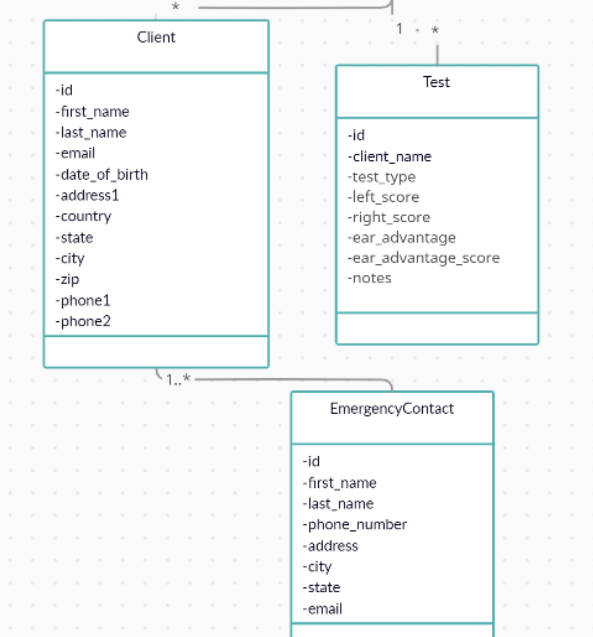 *
1 - *
Client
-id
-first_name
-last_name
-email
-date_of_birth
-address1
-country
-state
-city
-zip
-phone1
-phone2
Test
-id
-client_name
-test_type
-left_score
-right_score
-ear_advantage
-ear_advantage_score
-notes
1..*
EmergencyContact
-id
-first_name
-last_name
-phone_number
-address
-city
-state
-email